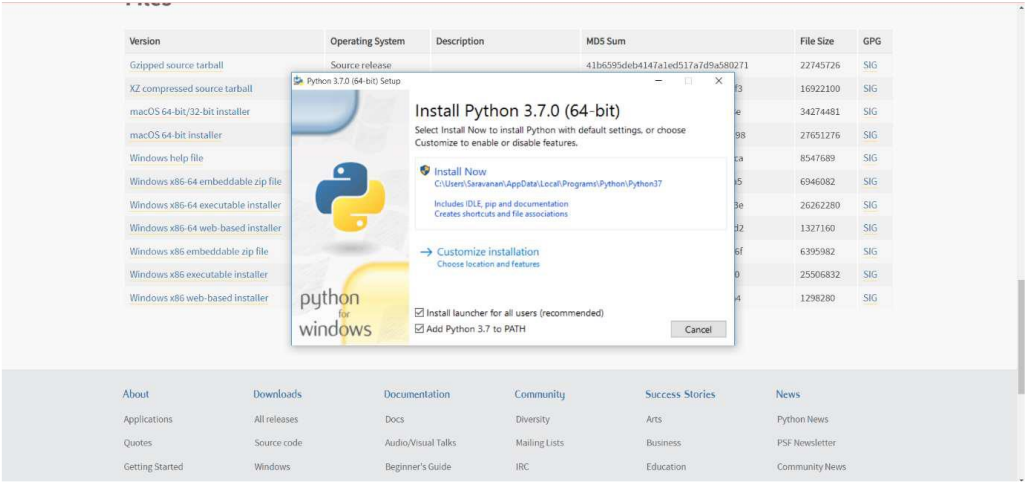 Version Operating System Description MD5 Sum File Size GPG
Gzipped source tarball Source release 41b6595deb4147a1ed517a7d9a580271 22745726 SIG
XZ compressed source tarball f3 16922100 SIG
macOS 64-bit/32-bit installer 34274481 SIG
macOS 64-bit installer 98 27651276 SIG
Windows help file ca 8547689 SIG
Windows x86-64 embeddable zip file 6946082 SIG
Windows x86-64 executable installer 26262280 SIG
Windows x86-64 web-based installer 1327160 SIG
Windows x86 embeddable zip file 6f 6395982 SIG
Windows x86 executable installer 25506832 SIG
Windows x86 web-based installer 1298280 SIG
Python 3.7.0 (64-bit) Setup
Install Python 3.7.0 (64-bit)
Select Install Now to install Python with default settings, or choose
Customize to enable or disable features.
Install Now
C:\Users\Saravanan\AppData\Local\Programs\Python\Python37
Includes IDLE, pip and documentation
Creates shortcuts and file associations
Customize installation
Choose location and features
python
for
windows
Install launcher for all users (recommended)
Add Python 3.7 to PATH
Cancel
About Downloads Documentation Community Success Stories News
Applications All releases Docs Diversity Arts Python News
Quotes Source code Audio/Visual Talks Mailing Lists Business PSF Newsletter
Getting Started Windows Beginner's Guide IRC Education Community News